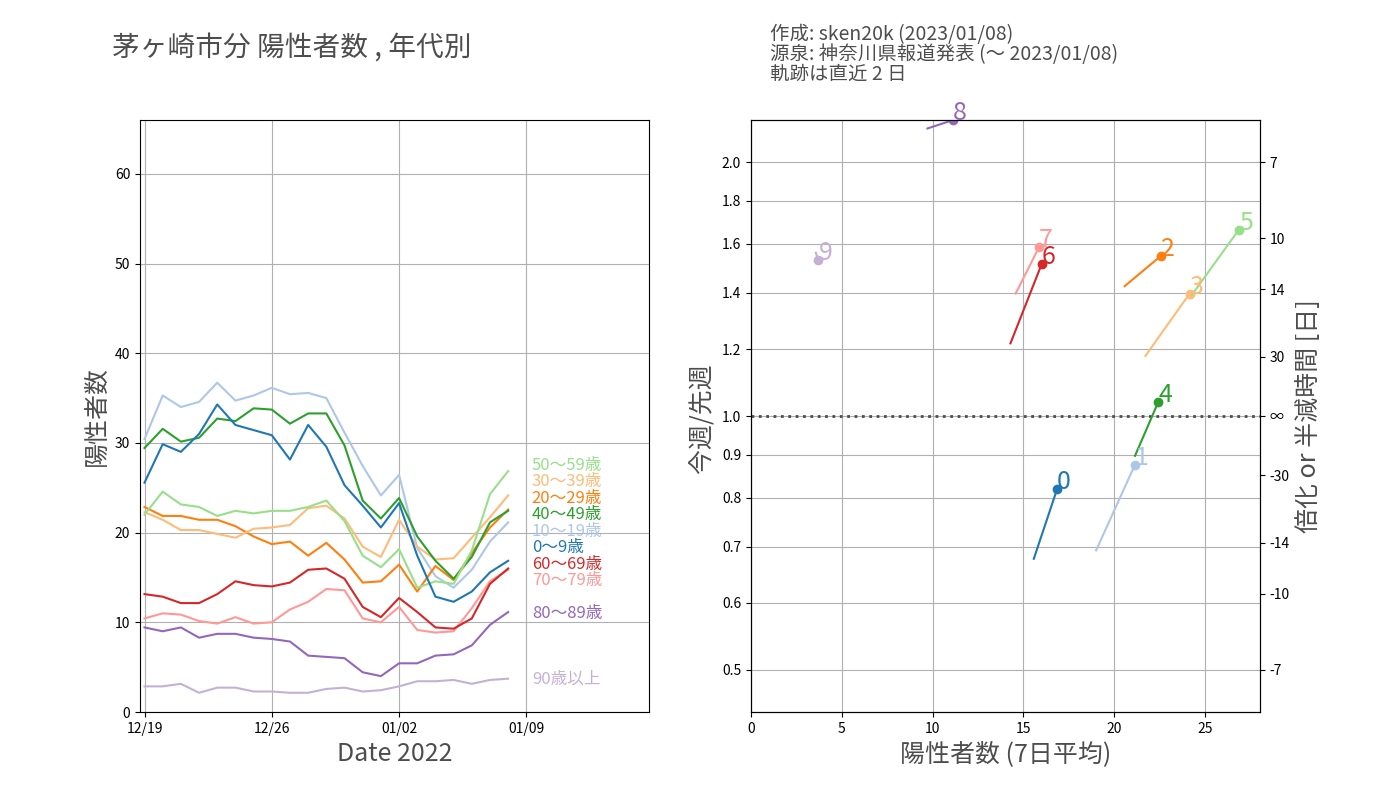 茅ヶ崎市分 陽性者数 , 年代別
作成: sken20k (2023/01/08)
源泉: 神奈川県報道発表 (～ 2023/01/08)
軌跡は直近 2 日
陽性者数
60
50
40
30
20
10
0
12/19
12/26
01/02
01/09
Date 2022
50～59歳
30～39歳
20～29歳
40～49歳
10～19歳
0～9歳
60～69歳
70～79歳
80～89歳
90歳以上
今週/先週
2.0
1.8
1.6
1.4
1.2
1.0
0.9
0.8
0.7
0.6
0.5
8
5
7
2
9
6
3
4
1
0
0
5
10
15
20
25
陽性者数 (7日平均)
7
10
14
30
∞
-30
-14
-10
-7
倍化 or 半減時間 [日]